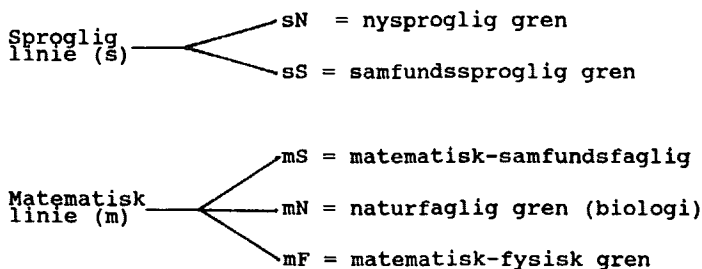 Sproglig
linie (s)
sN = nysproglig gren
sS = samfundssproglig gren
Matematisk
linie (m)
mS = matematisk-samfundsfaglig
mN = naturfaglig gren (biologi)
mF = matematisk-fysisk gren